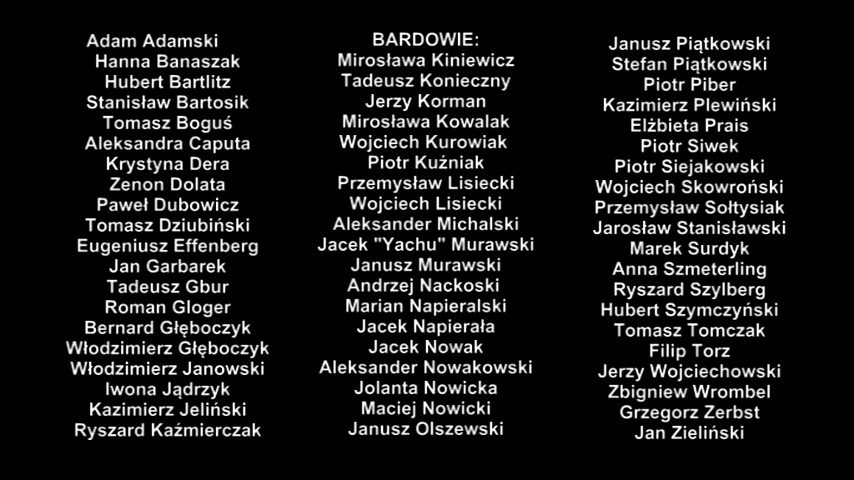 Adam Adamski
Hanna Banaszak
Hubert Bartlitz
Stanisław Bartosik
Tomasz Boguś
Aleksandra Caputa
Krystyna Dera
Zenon Dolata
Paweł Dubowicz
Tomasz Dziubiński
Eugeniusz Effenberg
Jan Garbarek
Tadeusz Gbur
Roman Gloger
Bernard Głęboczyk
Włodzimierz Głęboczyk
Włodzimierz Janowski
Iwona Jądrzyk
Kazimierz Jeliński
Ryszard Kaźmierczak
BARDOWIE:
Mirosława Kiniewicz
Tadeusz Konieczny
Jerzy Korman
Mirosława Kowalak
Wojciech Kurowiak
Piotr Kuźniak
Przemysław Lisiecki
Wojciech Lisiecki
Aleksander Michalski
Jacek "Yachu" Murawski
Janusz Murawski
Andrzej Nackoski
Marian Napieralski
Jacek Napierała
Jacek Nowak
Aleksander Nowakowski
Jolanta Nowicka
Maciej Nowicki
Janusz Olszewski
Janusz Piątkowski
Stefan Piątkowski
Piotr Piber
Kazimierz Plewiński
Elżbieta Prais
Piotr Siwek
Piotr Siejakowski
Wojciech Skowroński
Przemysław Sołtysiak
Jarosław Stanisławski
Marek Surdyk
Anna Szmeterling
Ryszard Szylberg
Hubert Szymczyński
Tomasz Tomczak
Filip Torz
Jerzy Wojciechowski
Zbigniew Wrombel
Grzegorz Zerbst
Jan Zieliński